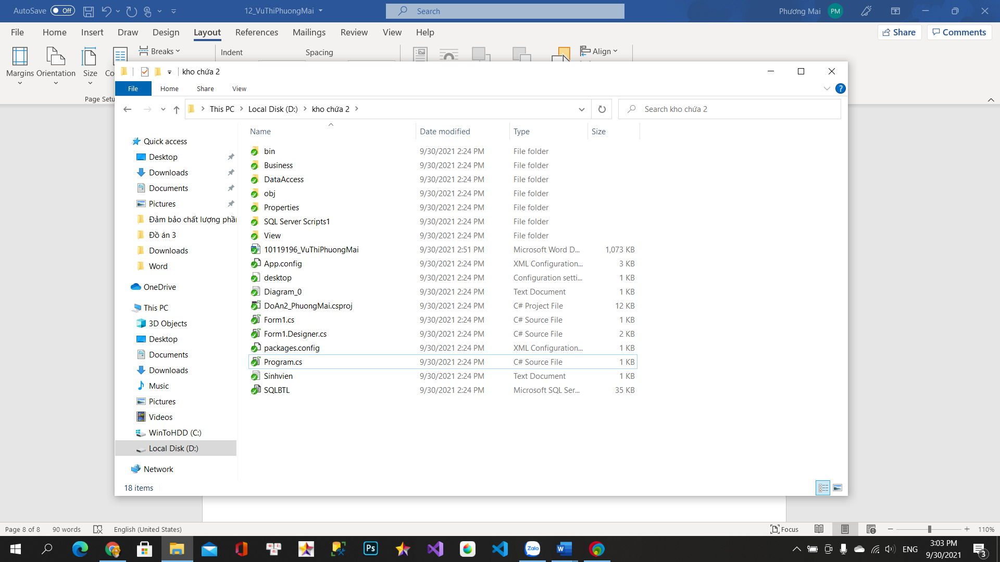 AutoSave Off 12_VuThiPhuongMai Search Phương Mai PM
File Home Insert Draw Design Layout References Mailings Review View Help Share Comments
Breaks Indent Spacing Align
Margins Orientation Size Co
Page Setu
kho chứa 2
File Home Share View
This PC Local Disk (D:) kho chứa 2 Search kho chứa 2
Name Date modified Type Size
Quick access
Desktop
Downloads
Documents
Pictures
Đảm bảo chất lượng phần
Đồ án 3
Downloads
Word
OneDrive
This PC
3D Objects
Desktop
Documents
Downloads
Music
Pictures
Videos
WinToHDD (C:)
Local Disk (D:)
Network
bin 9/30/2021 2:24 PM File folder
Business 9/30/2021 2:24 PM File folder
DataAccess 9/30/2021 2:24 PM File folder
obj 9/30/2021 2:24 PM File folder
Properties 9/30/2021 2:24 PM File folder
SQL Server Scripts1 9/30/2021 2:24 PM File folder
View 9/30/2021 2:24 PM File folder
10119196_VuThiPhuongMai 9/30/2021 2:51 PM Microsoft Word D... 1,073 KB
App.config 9/30/2021 2:24 PM XML Configuration... 3 KB
desktop 9/30/2021 2:24 PM Configuration setti... 1 KB
Diagram_0 9/30/2021 2:24 PM Text Document 1 KB
DoAn2_PhuongMai.csproj 9/30/2021 2:24 PM C# Project File 12 KB
Form1.cs 9/30/2021 2:24 PM C# Source File 1 KB
Form1.Designer.cs 9/30/2021 2:24 PM C# Source File 2 KB
packages.config 9/30/2021 2:24 PM XML Configuration... 1 KB
Program.cs 9/30/2021 2:24 PM C# Source File 1 KB
Sinhvien 9/30/2021 2:24 PM Text Document 1 KB
SQLBTL 9/30/2021 2:24 PM Microsoft SQL Ser... 35 KB
18 items
Page 8 of 8 90 words English (United States) Focus 110%
Ps Zalo W ENG 3:03 PM
9/30/2021 3